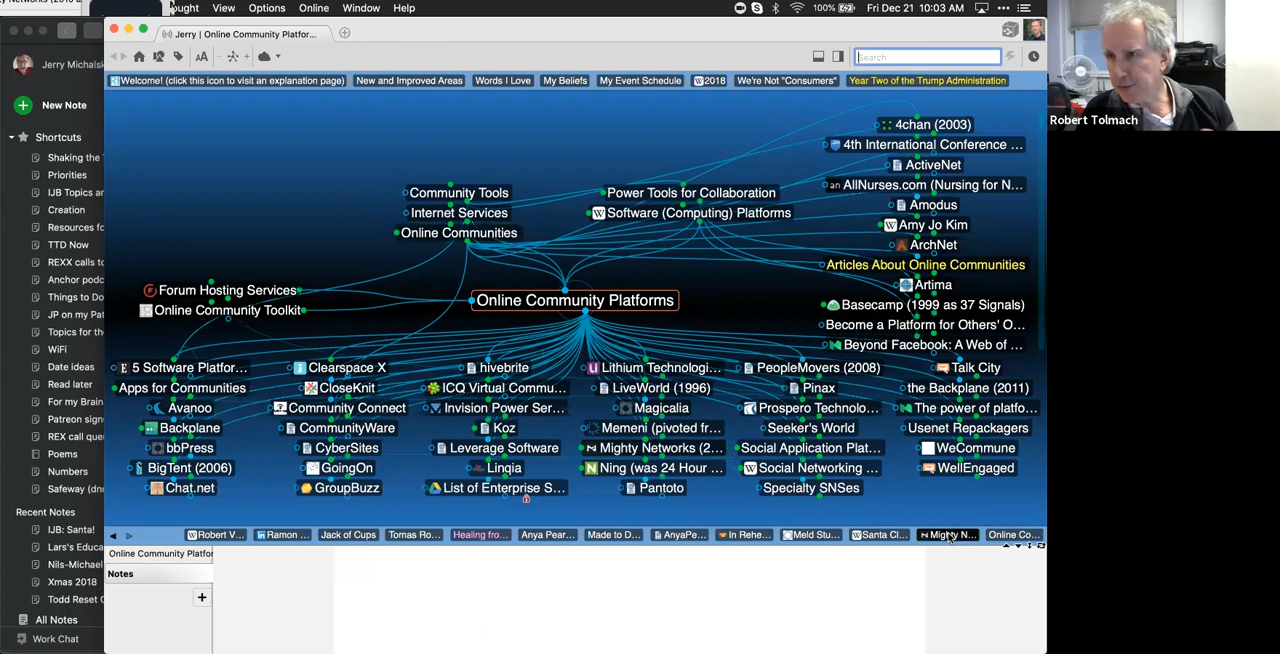 ought View Options Online Window Help 100% Fri Dec 21 10:03 AM
Jerry | Online Community Platfor...
Search
Welcome! (click this icon to visit an explanation page) New and Improved Areas Words I Love My Beliefs My Event Schedule 2018 We're Not "Consumers" Year Two of the Trump Administration
Jerry Michalsk
New Note
Shortcuts
Shaking the
Priorities
IJB Topics ar
Creation
Resources fo
TTD Now
REXX calls to
Anchor podc
Things to Do
JP on my Pat
Topics for the
WiFi
Date ideas
Read later
For my Brain
Patreon signu
REX call queu
Poems
Numbers
Safeway (dno
Recent Notes
IJB: Santa!
Lars's Educa
Nils-Michael
Xmas 2018
Todd Reset C
All Notes
Work Chat
Community Tools
Internet Services
Online Communities
Power Tools for Collaboration
Software (Computing) Platforms
Forum Hosting Services
Online Community Toolkit
Online Community Platforms
4chan (2003)
4th International Conference ...
ActiveNet
AllNurses.com (Nursing for N...
Amodus
Amy Jo Kim
ArchNet
Articles About Online Communities
Artima
Basecamp (1999 as 37 Signals)
Become a Platform for Others' O...
Beyond Facebook: A Web of ...
5 Software Platfor...
Apps for Communities
Avanoo
Backplane
bbPress
BigTent (2006)
Chat.net
Clearspace X
CloseKnit
Community Connect
CommunityWare
CyberSites
GoingOn
GroupBuzz
hivebrite
ICQ Virtual Commu...
Invision Power Ser...
Koz
Leverage Software
Linqia
List of Enterprise S...
Lithium Technologi...
LiveWorld (1996)
Magicalia
Memeni (pivoted fr...
Mighty Networks (2...
Ning (was 24 Hour ...
Pantoto
PeopleMovers (2008)
Pinax
Prospero Technolo...
Seeker's World
Social Application Plat...
Social Networking ...
Specialty SNSes
Talk City
the Backplane (2011)
The power of platfo...
Usenet Repackagers
WeCommune
WellEngaged
Robert V... Ramon ... Jack of Cups Tomas Ro... Healing fro... Anya Pear... Made to D... AnyaPe... In Rehe... Meld Stu... Santa Cl... Mighty N... Online Co...
Online Community Platfor
Notes
Robert Tolmach